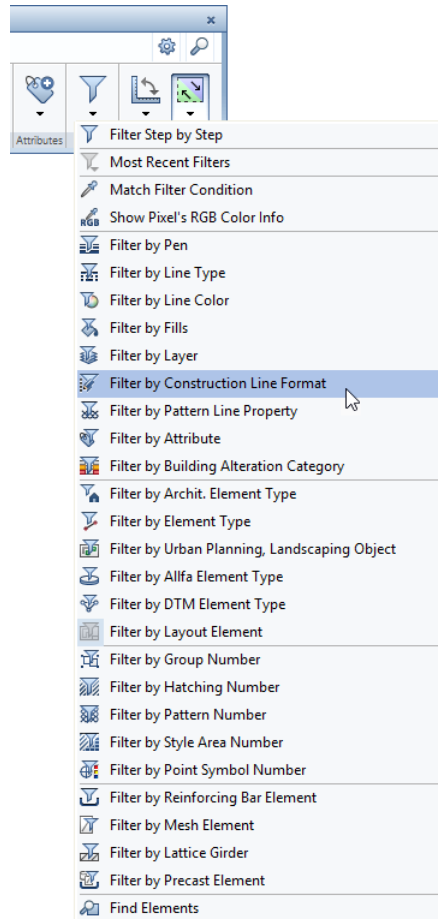 Attributes
Filter Step by Step
Most Recent Filters
Match Filter Condition
RGB Show Pixel's RGB Color Info
Filter by Pen
Filter by Line Type
Filter by Line Color
Filter by Fills
Filter by Layer
Filter by Construction Line Format
Filter by Pattern Line Property
Filter by Attribute
Filter by Building Alteration Category
Filter by Archit. Element Type
Filter by Element Type
Filter by Urban Planning, Landscaping Object
Filter by Allfa Element Type
Filter by DTM Element Type
Filter by Layout Element
Filter by Group Number
Filter by Hatching Number
Filter by Pattern Number
Filter by Style Area Number
Filter by Point Symbol Number
Filter by Reinforcing Bar Element
Filter by Mesh Element
Filter by Lattice Girder
Filter by Precast Element
Find Elements